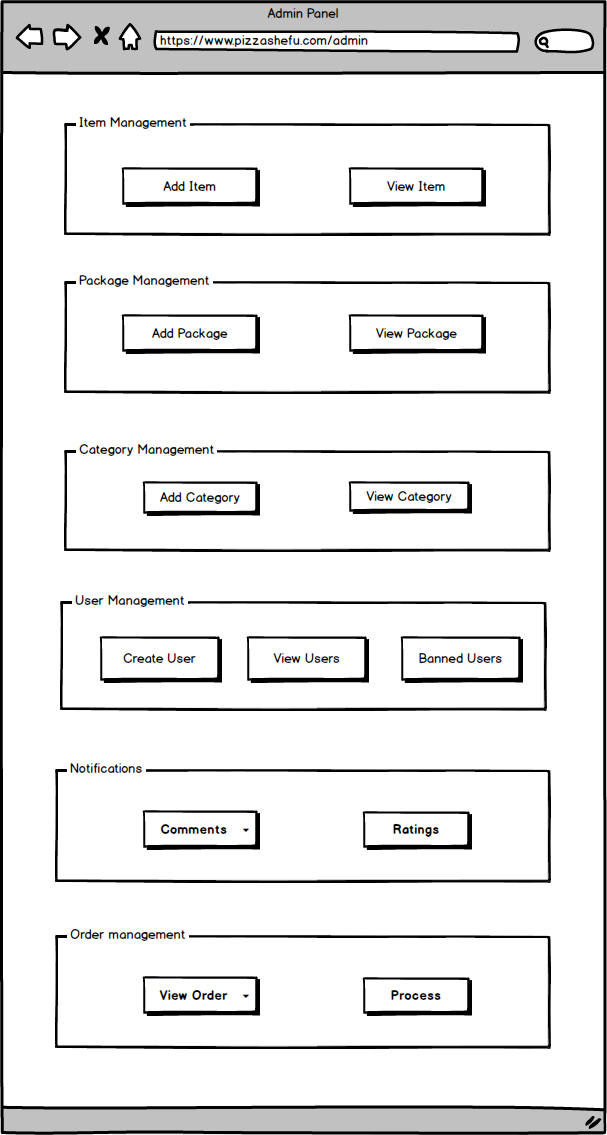 Admin Panel
https://www.pizzashefu.com/admin
Item Management
Add Item
View Item
Package Management
Add Package
View Package
Category Management
Add Category
View Category
User Management
Create User
View Users
Banned Users
Notifications
Comments
Ratings
Order management
View Order
Process